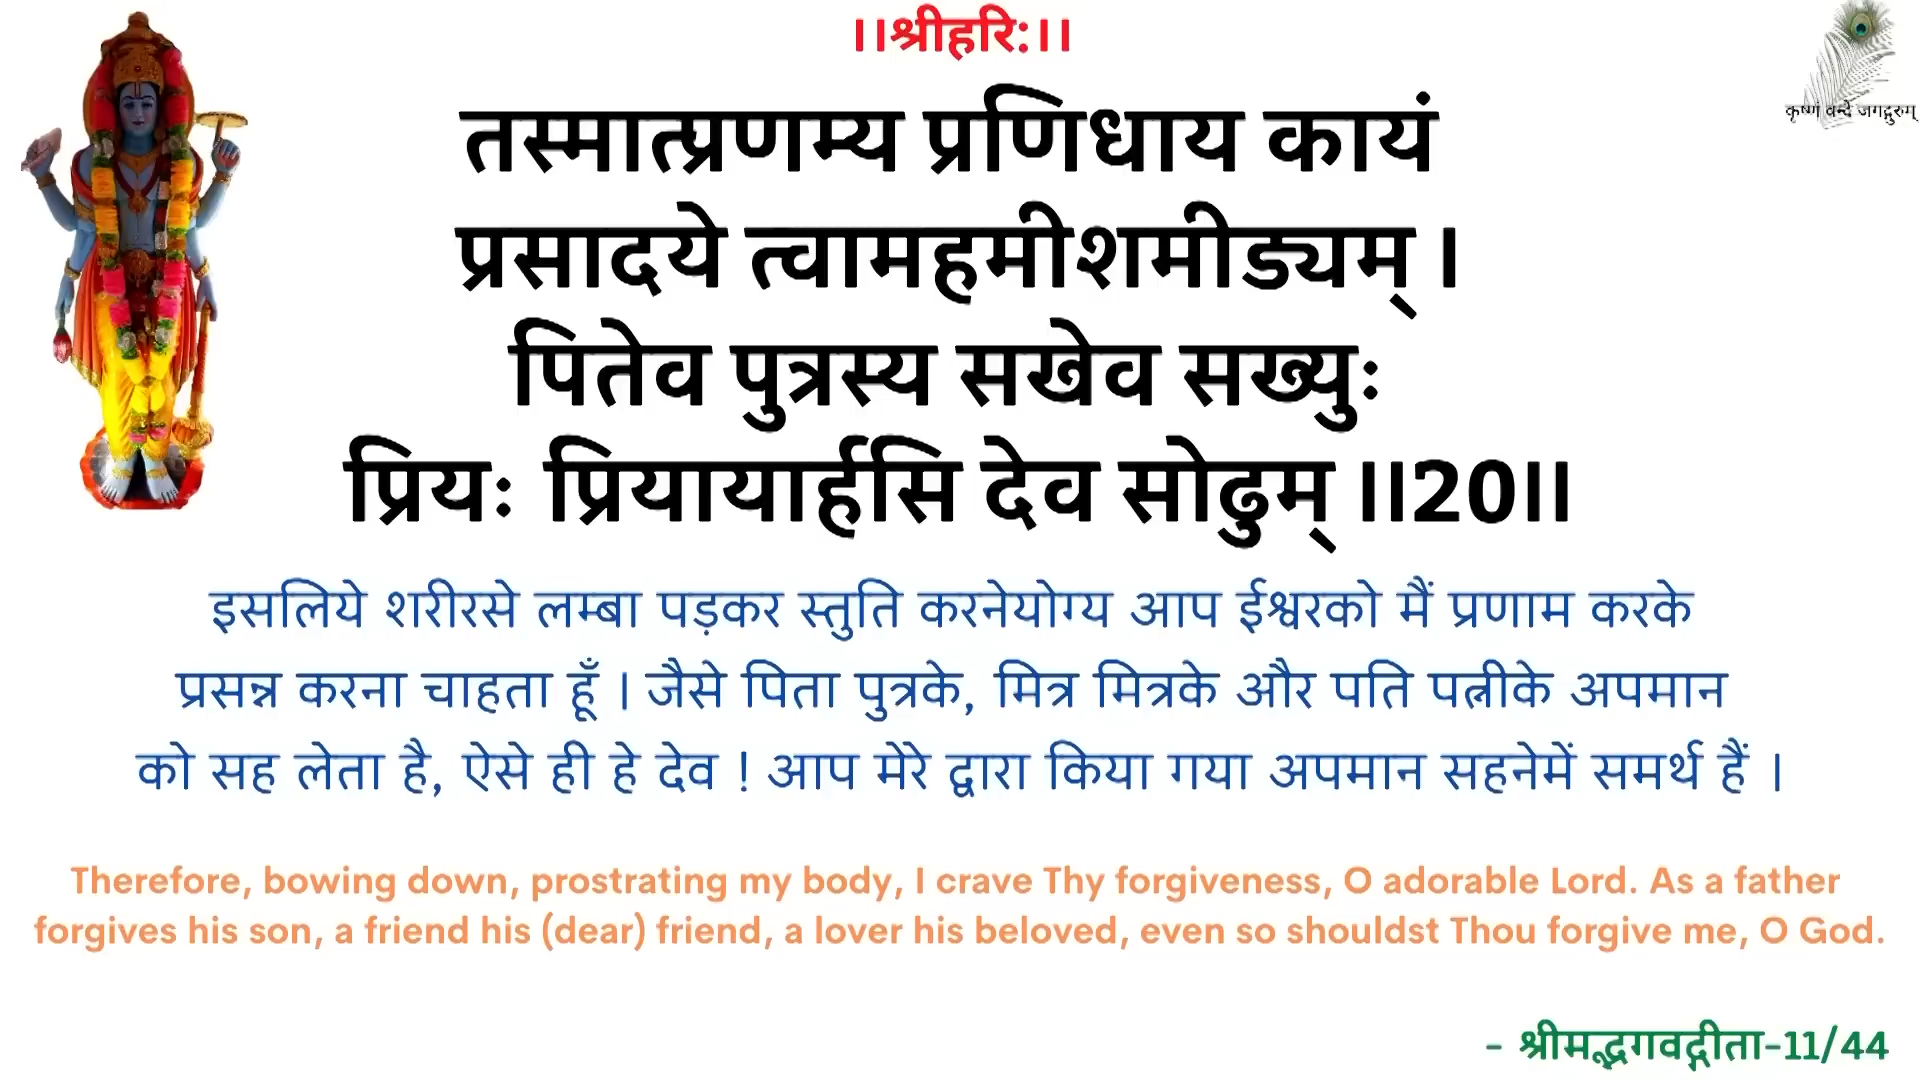 ।।श्रीहरि:।।
कृष्णं वन्दे जगद्गुरुम्
तस्मात्प्रणम्य प्रणिधाय कायं
प्रसादये त्वामहमीशमीड्यम् ।
पितेव पुत्रस्य सखेव सख्युः
प्रियः प्रियायार्हसि देव सोढुम् ।।20।।
इसलिये शरीरसे लम्बा पड़कर स्तुति करनेयोग्य आप ईश्वरको मैं प्रणाम करके
प्रसन्न करना चाहता हूँ । जैसे पिता पुत्रके, मित्र मित्रके और पति पत्नीके अपमान
को सह लेता है, ऐसे ही हे देव ! आप मेरे द्वारा किया गया अपमान सहनेमें समर्थ हैं ।
Therefore, bowing down, prostrating my body, I crave Thy forgiveness, O adorable Lord. As a father
forgives his son, a friend his (dear) friend, a lover his beloved, even so shouldst Thou forgive me, O God.
- श्रीमद्भगवद्गीता-11/44